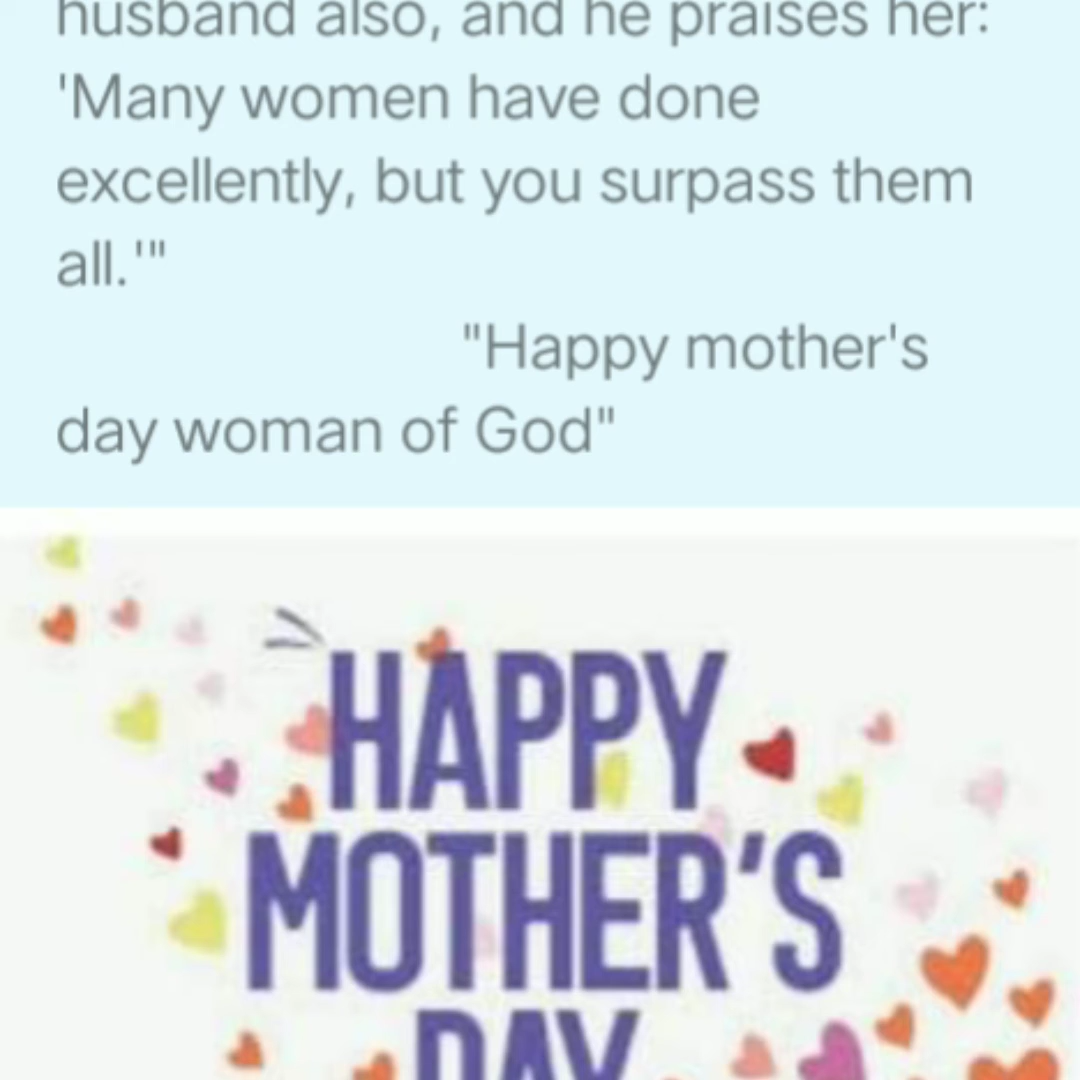 husband also, and he praises her:
'Many women have done
excellently, but you surpass them
all.'"
"Happy mother's
day woman of God"
HAPPY
MOTHER'S
DAY